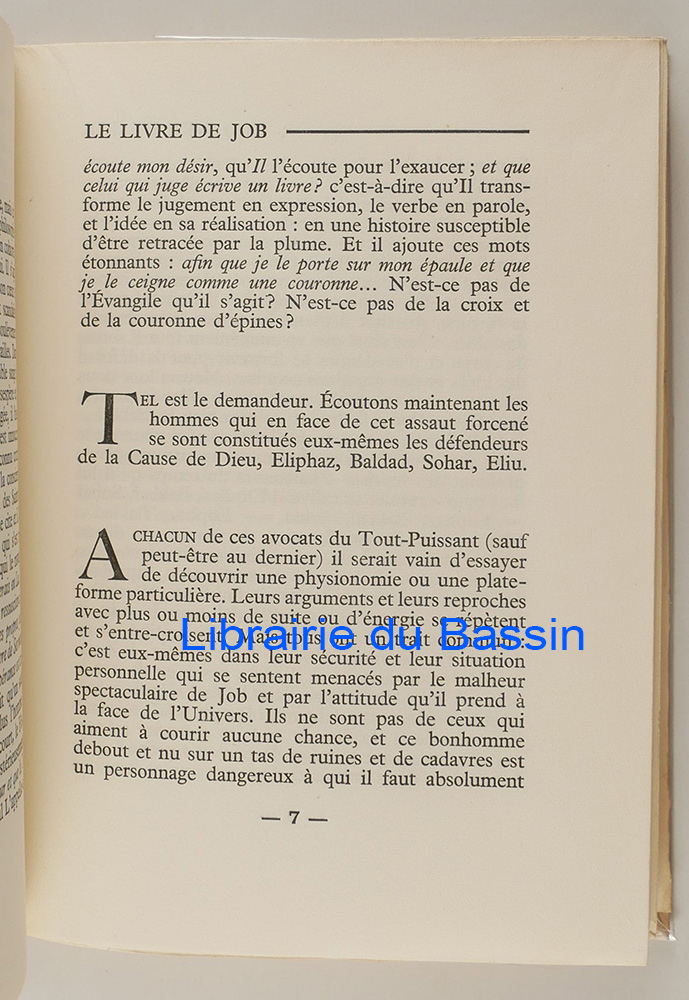 LE LIVRE DE JOB
écoute mon désir, qu'Il l'écoute pour l'exaucer ; et que
celui qui juge écrive un livre ? c'est-à-dire qu'Il trans-
forme le jugement en expression, le verbe en parole,
et l'idée en sa réalisation : en une histoire susceptible
d'être retracée par la plume. Et il ajoute ces mots
étonnants : afin que je le porte sur mon épaule et que
je le ceigne comme une couronne... N'est-ce pas de
l'Évangile qu'il s'agit? N'est-ce pas de la croix et
de la couronne d'épines ?
TEL est le demandeur. Écoutons maintenant les
hommes qui en face de cet assaut forcené
se sont constitués eux-mêmes les défendeurs
de la Cause de Dieu, Eliphaz, Baldad, Sohar, Eliu.
A CHACUN de ces avocats du Tout-Puissant (sauf
peut-être au dernier) il serait vain d'essayer
de découvrir une physionomie ou une plate-
forme particulière. Leurs arguments et leurs reproches
avec plus ou moins de suite ou d'énergie se répètent
et s'entre-croisent. Mais tous ont un trait commun :
Librairie du Bassin
c'est eux-mêmes dans leur sécurité et leur situation
personnelle qui se sentent menacés par le malheur
spectaculaire de Job et par l'attitude qu'il prend à
la face de l'Univers. Ils ne sont pas de ceux qui
aiment à courir aucune chance, et ce bonhomme
debout et nu sur un tas de ruines et de cadavres est
un personnage dangereux à qui il faut absolument
— 7 —